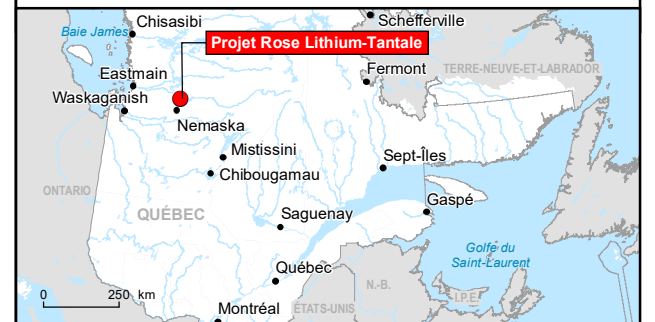 Chisasibi
Schefferville
Baie James
Projet Rose Lithium-Tantale
Fermont
TERRE-NEUVE-ET-LABRADOR
Eastmain
Waskaganish
Nemaska
Mistissini
Sept-Îles
Chibougamau
ONTARIO
Gaspé
QUÉBEC
Saguenay
Golfe du
Saint-Laurent
Québec
N.-B.
0 250 km
Î.P.É.
Montréal
ÉTATS-UNIS